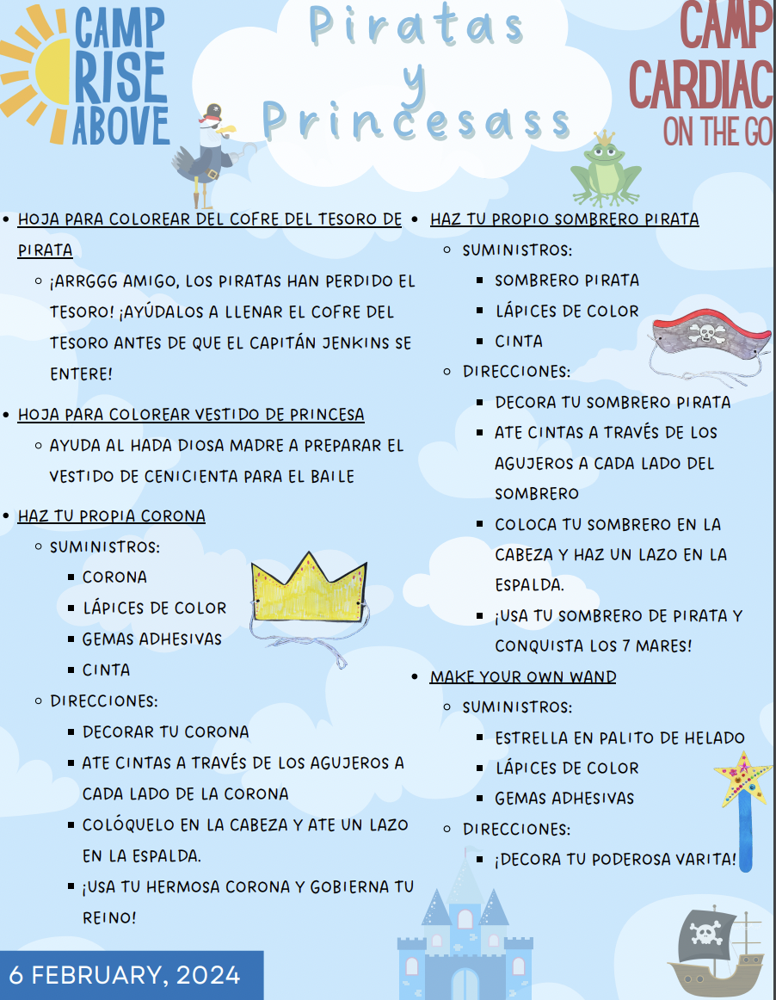 CAMP
RISE
ABOVE
Piratas
y
Princesass
CAMP
CARDIAC
ON THE GO
• HOJA PARA COLOREAR DEL COFRE DEL TESORO DE
PIRATA
○ ¡ARRGGG AMIGO, LOS PIRATAS HAN PERDIDO EL
TESORO! ¡AYÚDALOS A LLENAR EL COFRE DEL
TESORO ANTES DE QUE EL CAPITÁN JENKINS SE
ENTERE!
• HOJA PARA COLOREAR VESTIDO DE PRINCESA
○ AYUDA AL HADA DIOSA MADRE A PREPARAR EL
VESTIDO DE CENICIENTA PARA EL BAILE
• HAZ TU PROPIA CORONA
○ SUMINISTROS:
▪ CORONA
▪ LÁPICES DE COLOR
▪ GEMAS ADHESIVAS
▪ CINTA
○ DIRECCIONES:
▪ DECORAR TU CORONA
▪ ATE CINTAS A TRAVÉS DE LOS AGUJEROS A
CADA LADO DE LA CORONA
▪ COLÓQUELO EN LA CABEZA Y ATE UN LAZO
EN LA ESPALDA.
▪ ¡USA TU HERMOSA CORONA Y GOBIERNA TU
REINO!
• HAZ TU PROPIO SOMBRERO PIRATA
○ SUMINISTROS:
▪ SOMBRERO PIRATA
▪ LÁPICES DE COLOR
▪ CINTA
○ DIRECCIONES:
▪ DECORA TU SOMBRERO PIRATA
▪ ATE CINTAS A TRAVÉS DE LOS
AGUJEROS A CADA LADO DEL
SOMBRERO
▪ COLOCA TU SOMBRERO EN LA
CABEZA Y HAZ UN LAZO EN LA
ESPALDA.
▪ ¡USA TU SOMBRERO DE PIRATA Y
CONQUISTA LOS 7 MARES!
• MAKE YOUR OWN WAND
○ SUMINISTROS:
▪ ESTRELLA EN PALITO DE HELADO
▪ LÁPICES DE COLOR
▪ GEMAS ADHESIVAS
○ DIRECCIONES:
▪ ¡DECORA TU PODEROSA VARITA!
6 FEBRUARY, 2024